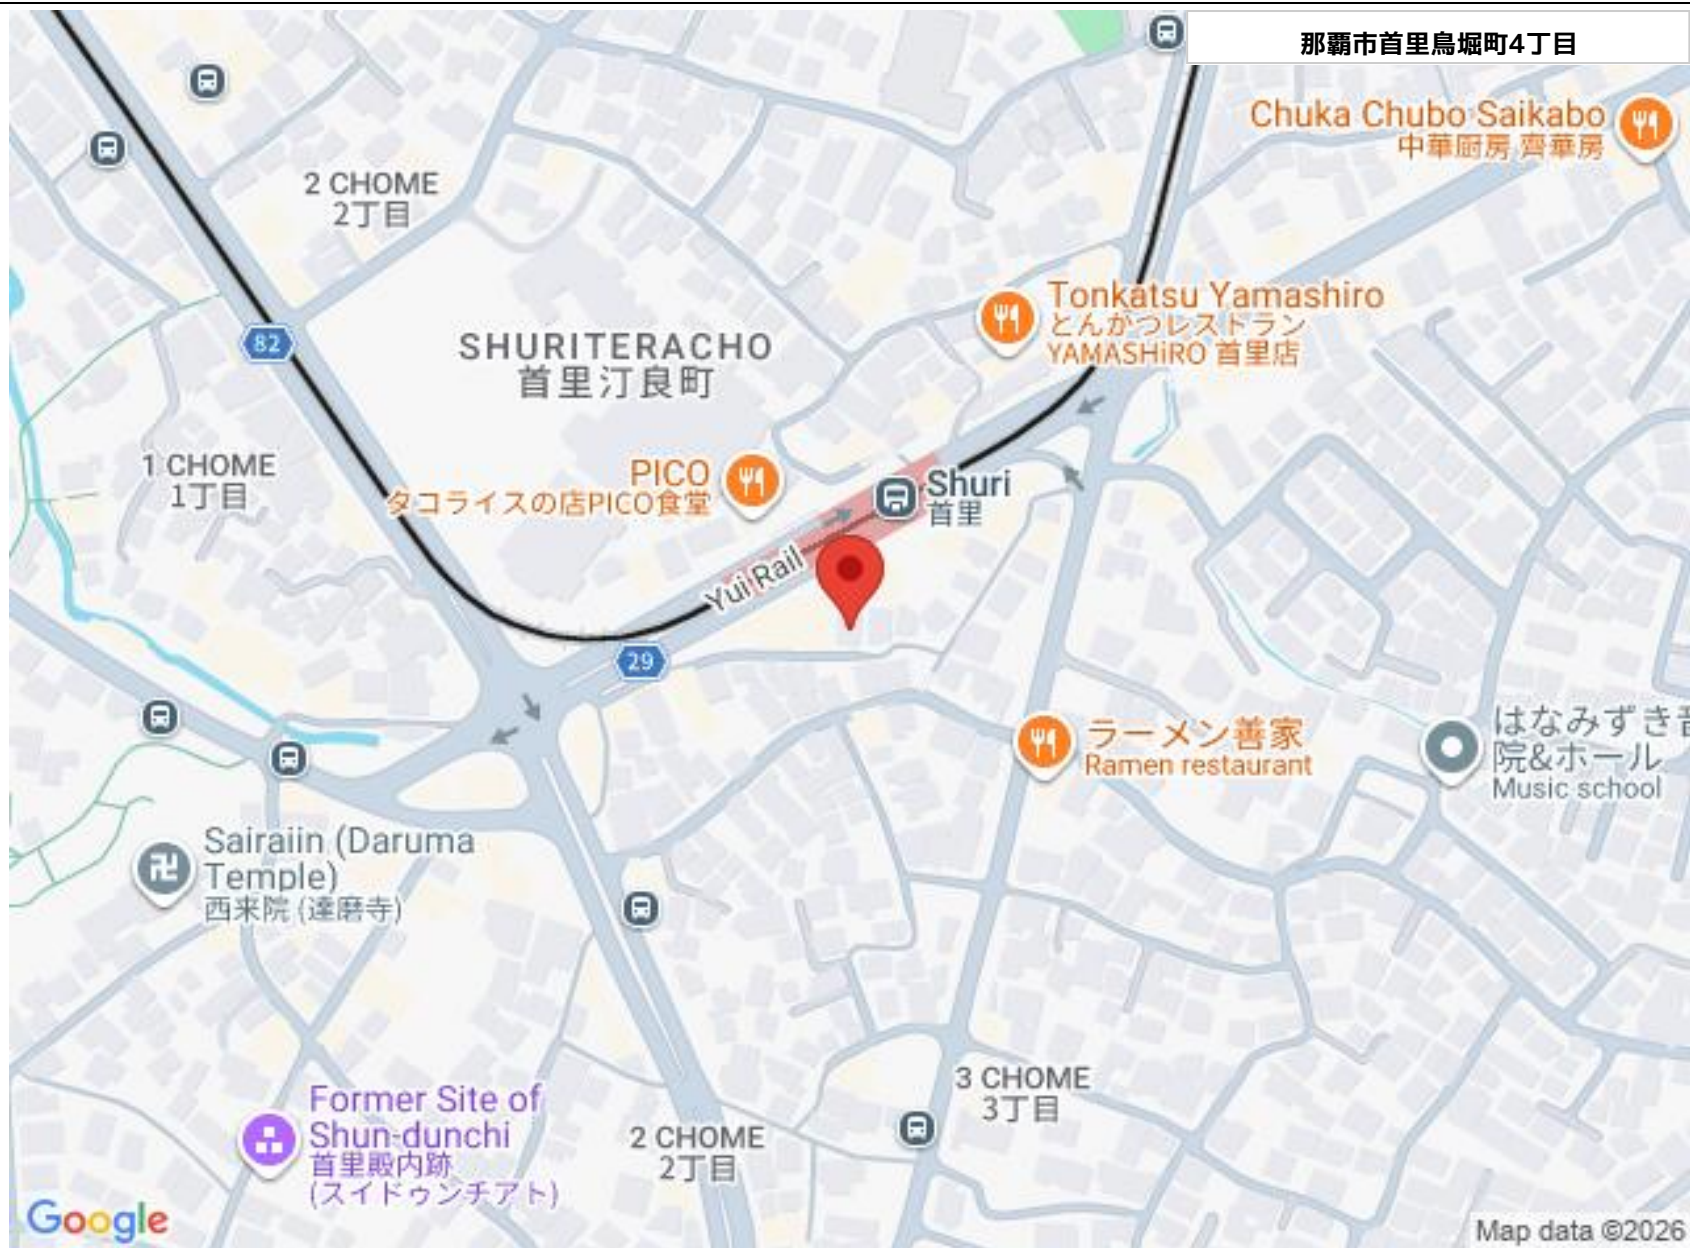 那覇市首里鳥堀町4丁目
Chuka Chubo Saikabo
中華厨房 齊華房
2 CHOME
2丁目
Tonkatsu Yamashiro
とんかつレストラン
YAMASHiRO 首里店
82
SHURITERACHO
首里汀良町
1 CHOME
1丁目
PICO
タコライスの店PICO食堂
Shuri
首里
Yui Rail
29
ラーメン善家
Ramen restaurant
はなみずき音
院&ホール
Music school
Sairaiin (Daruma
Temple)
西来院 (達磨寺)
3 CHOME
3丁目
Former Site of
Shun-dunchi
首里殿内跡
(スイドゥンチアト)
2 CHOME
2丁目
Google
Map data ©2026